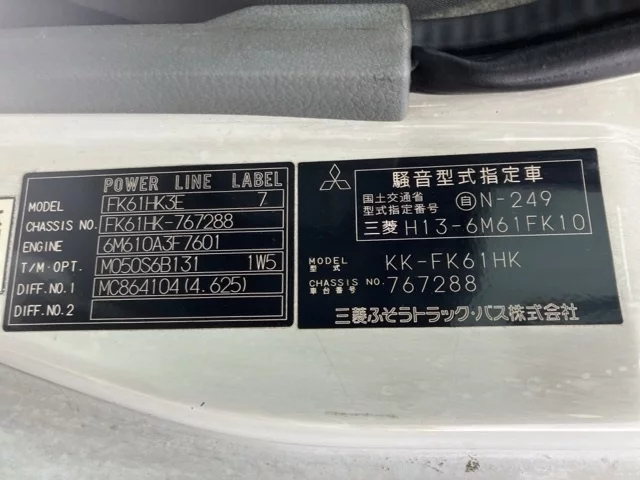 POWER LINE LABEL
MODEL FK61HK3E 7
CHASSIS NO. FK61HK-767288
ENGINE 6M610A3F7601
T/M·OPT. M050S6B131 1W5
DIFF.NO.1 MC864104(4.625)
DIFF.NO.2
騒音型式指定車
国土交通省
型式指定番号 自N-249
三菱 H13-6M61FK10
MODEL
型式 KK-FK61HK
CHASSIS NO.
車台番号 767288
三菱ふそうトラック・バス株式会社